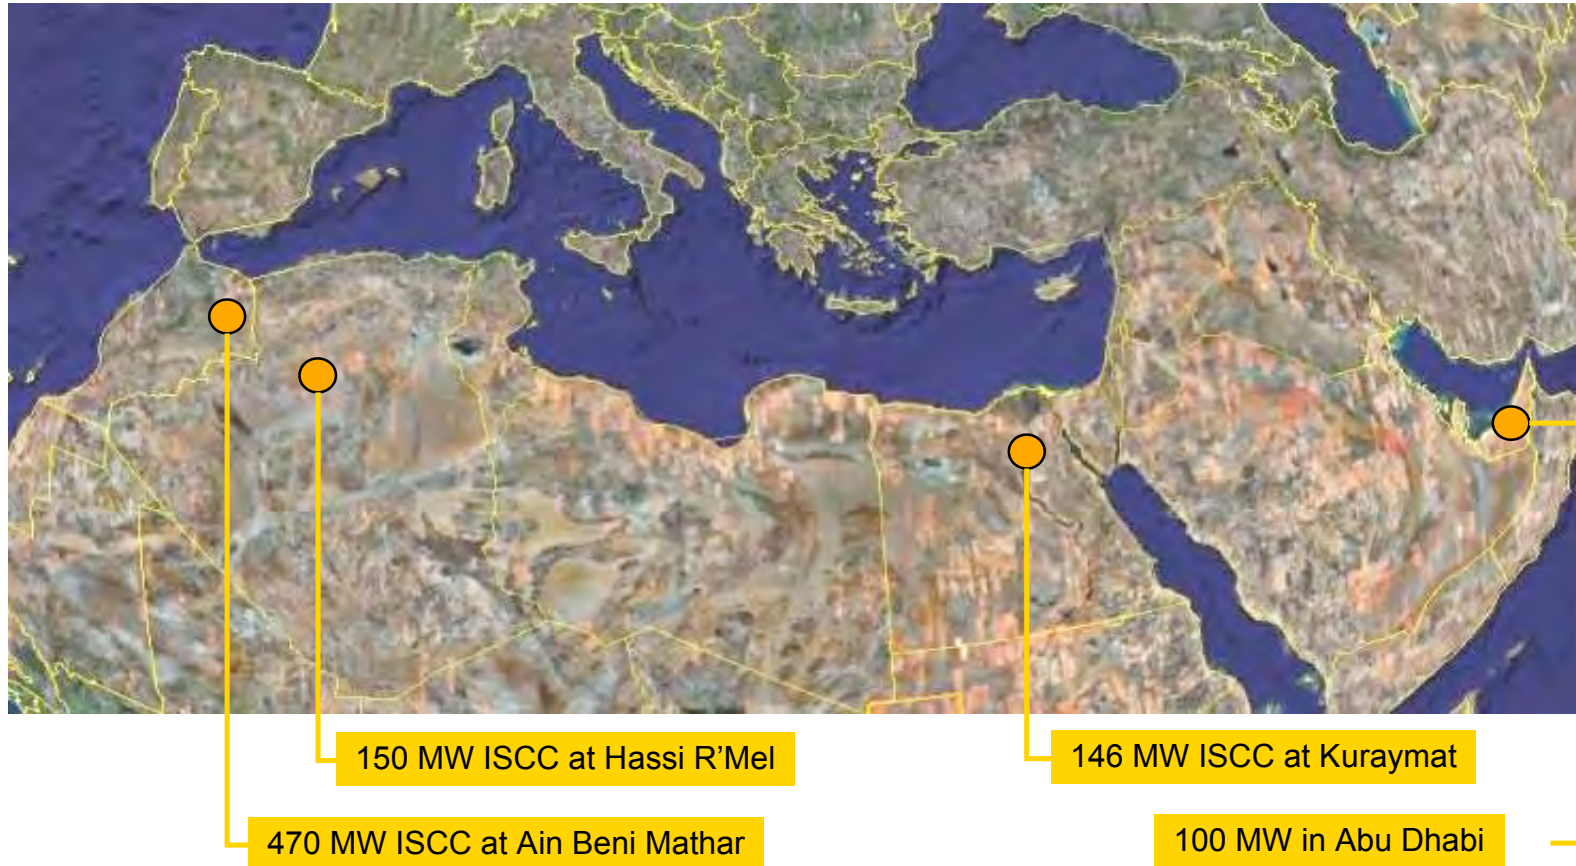 150 MW ISCC at Hassi R’Mel
146 MW ISCC at Kuraymat
470 MW ISCC at Ain Beni Mathar
100 MW in Abu Dhabi